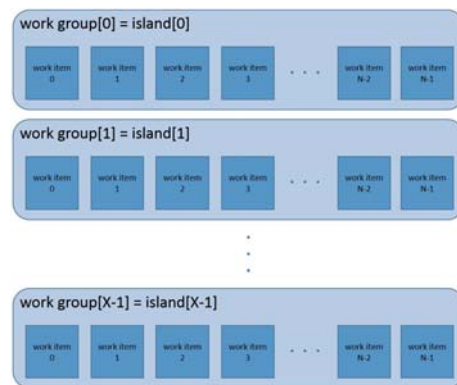 work group[0] = island[0]
work item work item work item work item work item work item
0 1 2 3 . . . N-2 N-1
work group[1] = island[1]
work item work item work item work item work item work item
0 1 2 3 . . . N-2 N-1
work group[X-1] = island[X-1]
work item work item work item work item work item work item
0 1 2 3 . . . N-2 N-1